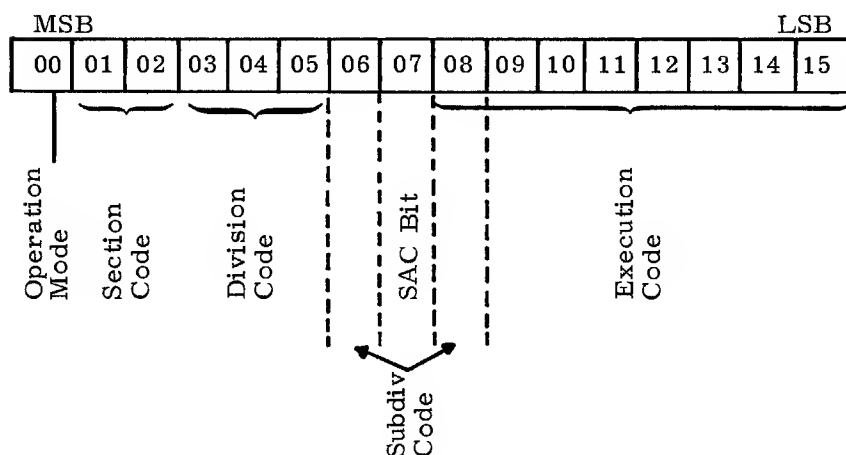 MSB LSB
00 01 02 03 04 05 06 07 08 09 10 11 12 13 14 15
Operation
Mode
Section
Code
Division
Code
SAC Bit
Execution
Code
Subdiv
Code